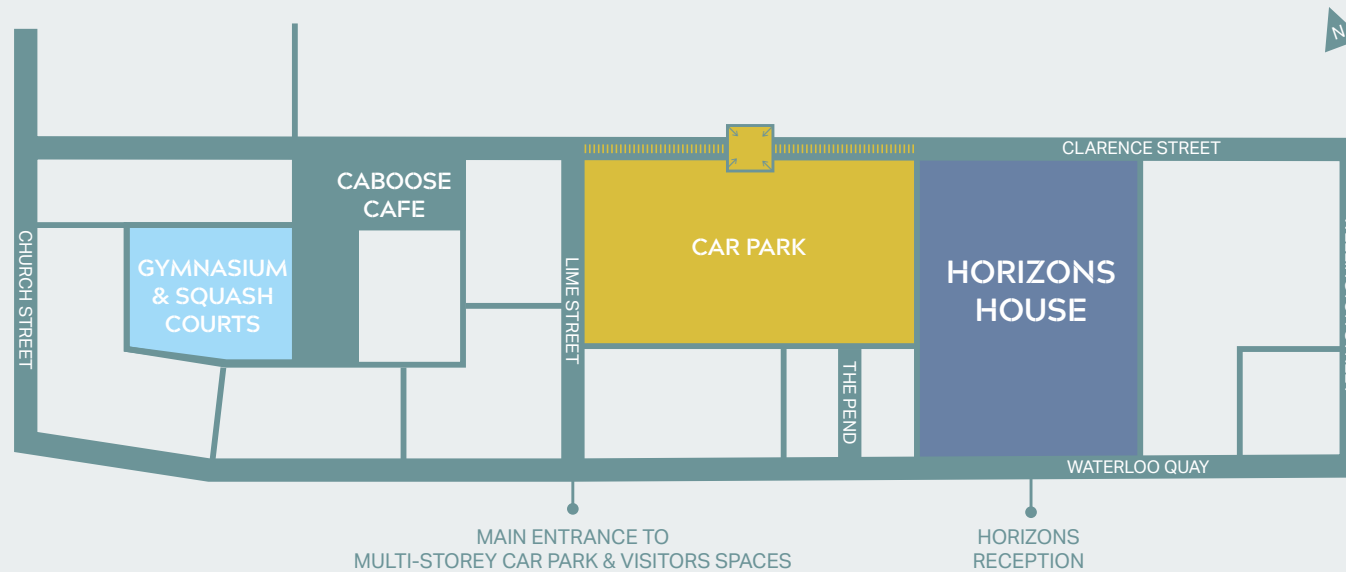 N
CLARENCE STREET
CABOOSE
CAFE
CAR PARK
CHURCH STREET
GYMNASIUM
& SQUASH
COURTS
LIME STREET
HORIZONS
HOUSE
THE PEND
WATERLOO QUAY
MAIN ENTRANCE TO
MULTI-STOREY CAR PARK & VISITORS SPACES
HORIZONS
RECEPTION